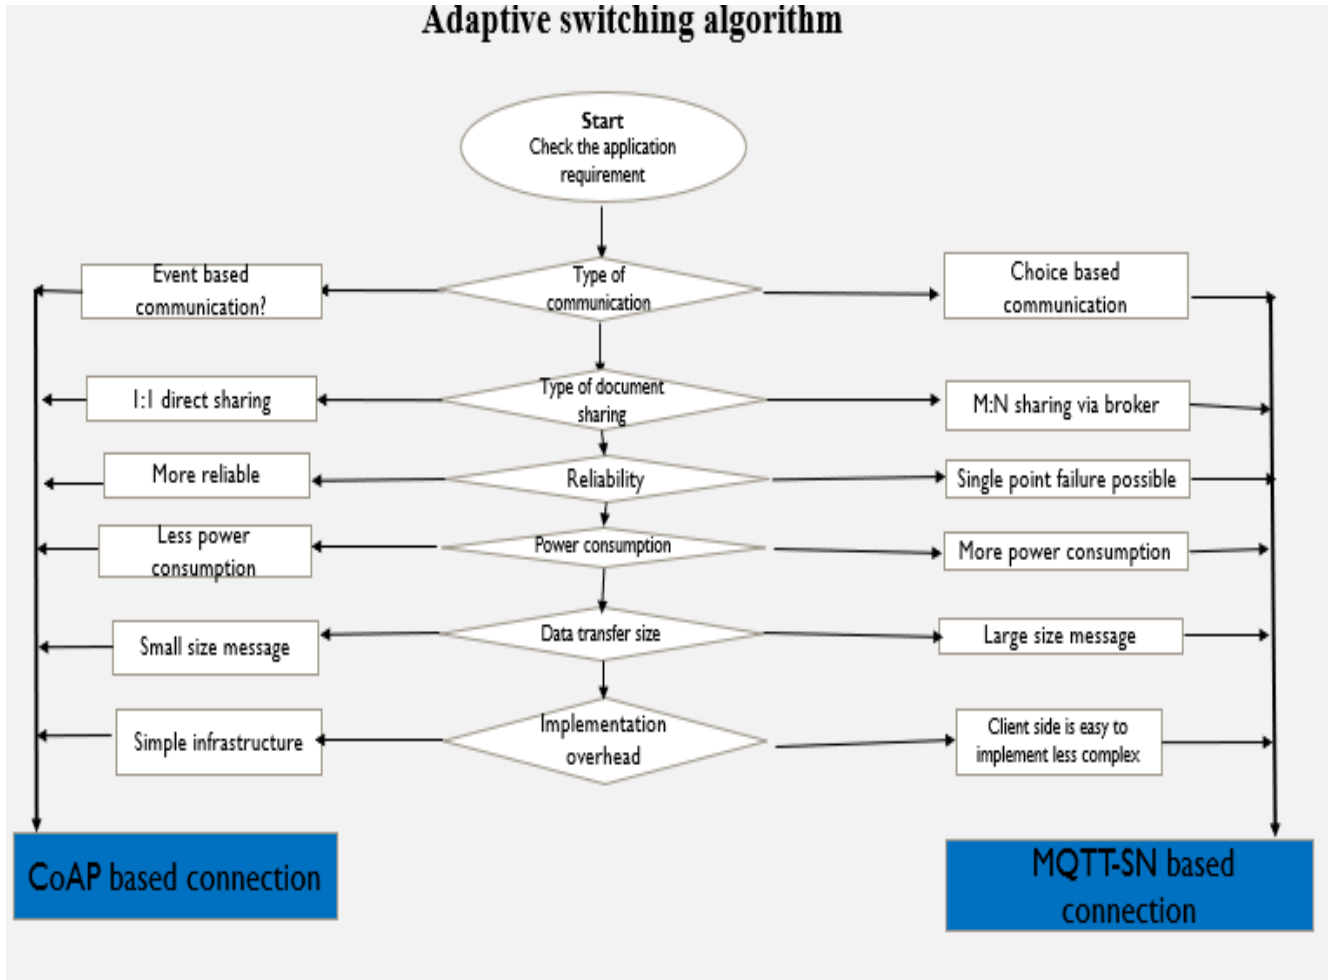 Adaptive switching algorithm
Start
Check the application
requirement
Event based
communication?
Type of
communication
Choice based
communication
1:1 direct sharing
Type of document
sharing
M:N sharing via broker
More reliable
Reliability
Single point failure possible
Less power
consumption
Power consumption
More power consumption
Small size message
Data transfer size
Large size message
Simple infrastructure
Implementation
overhead
Client side is easy to
implement less complex
CoAP based connection
MQTT-SN based
connection